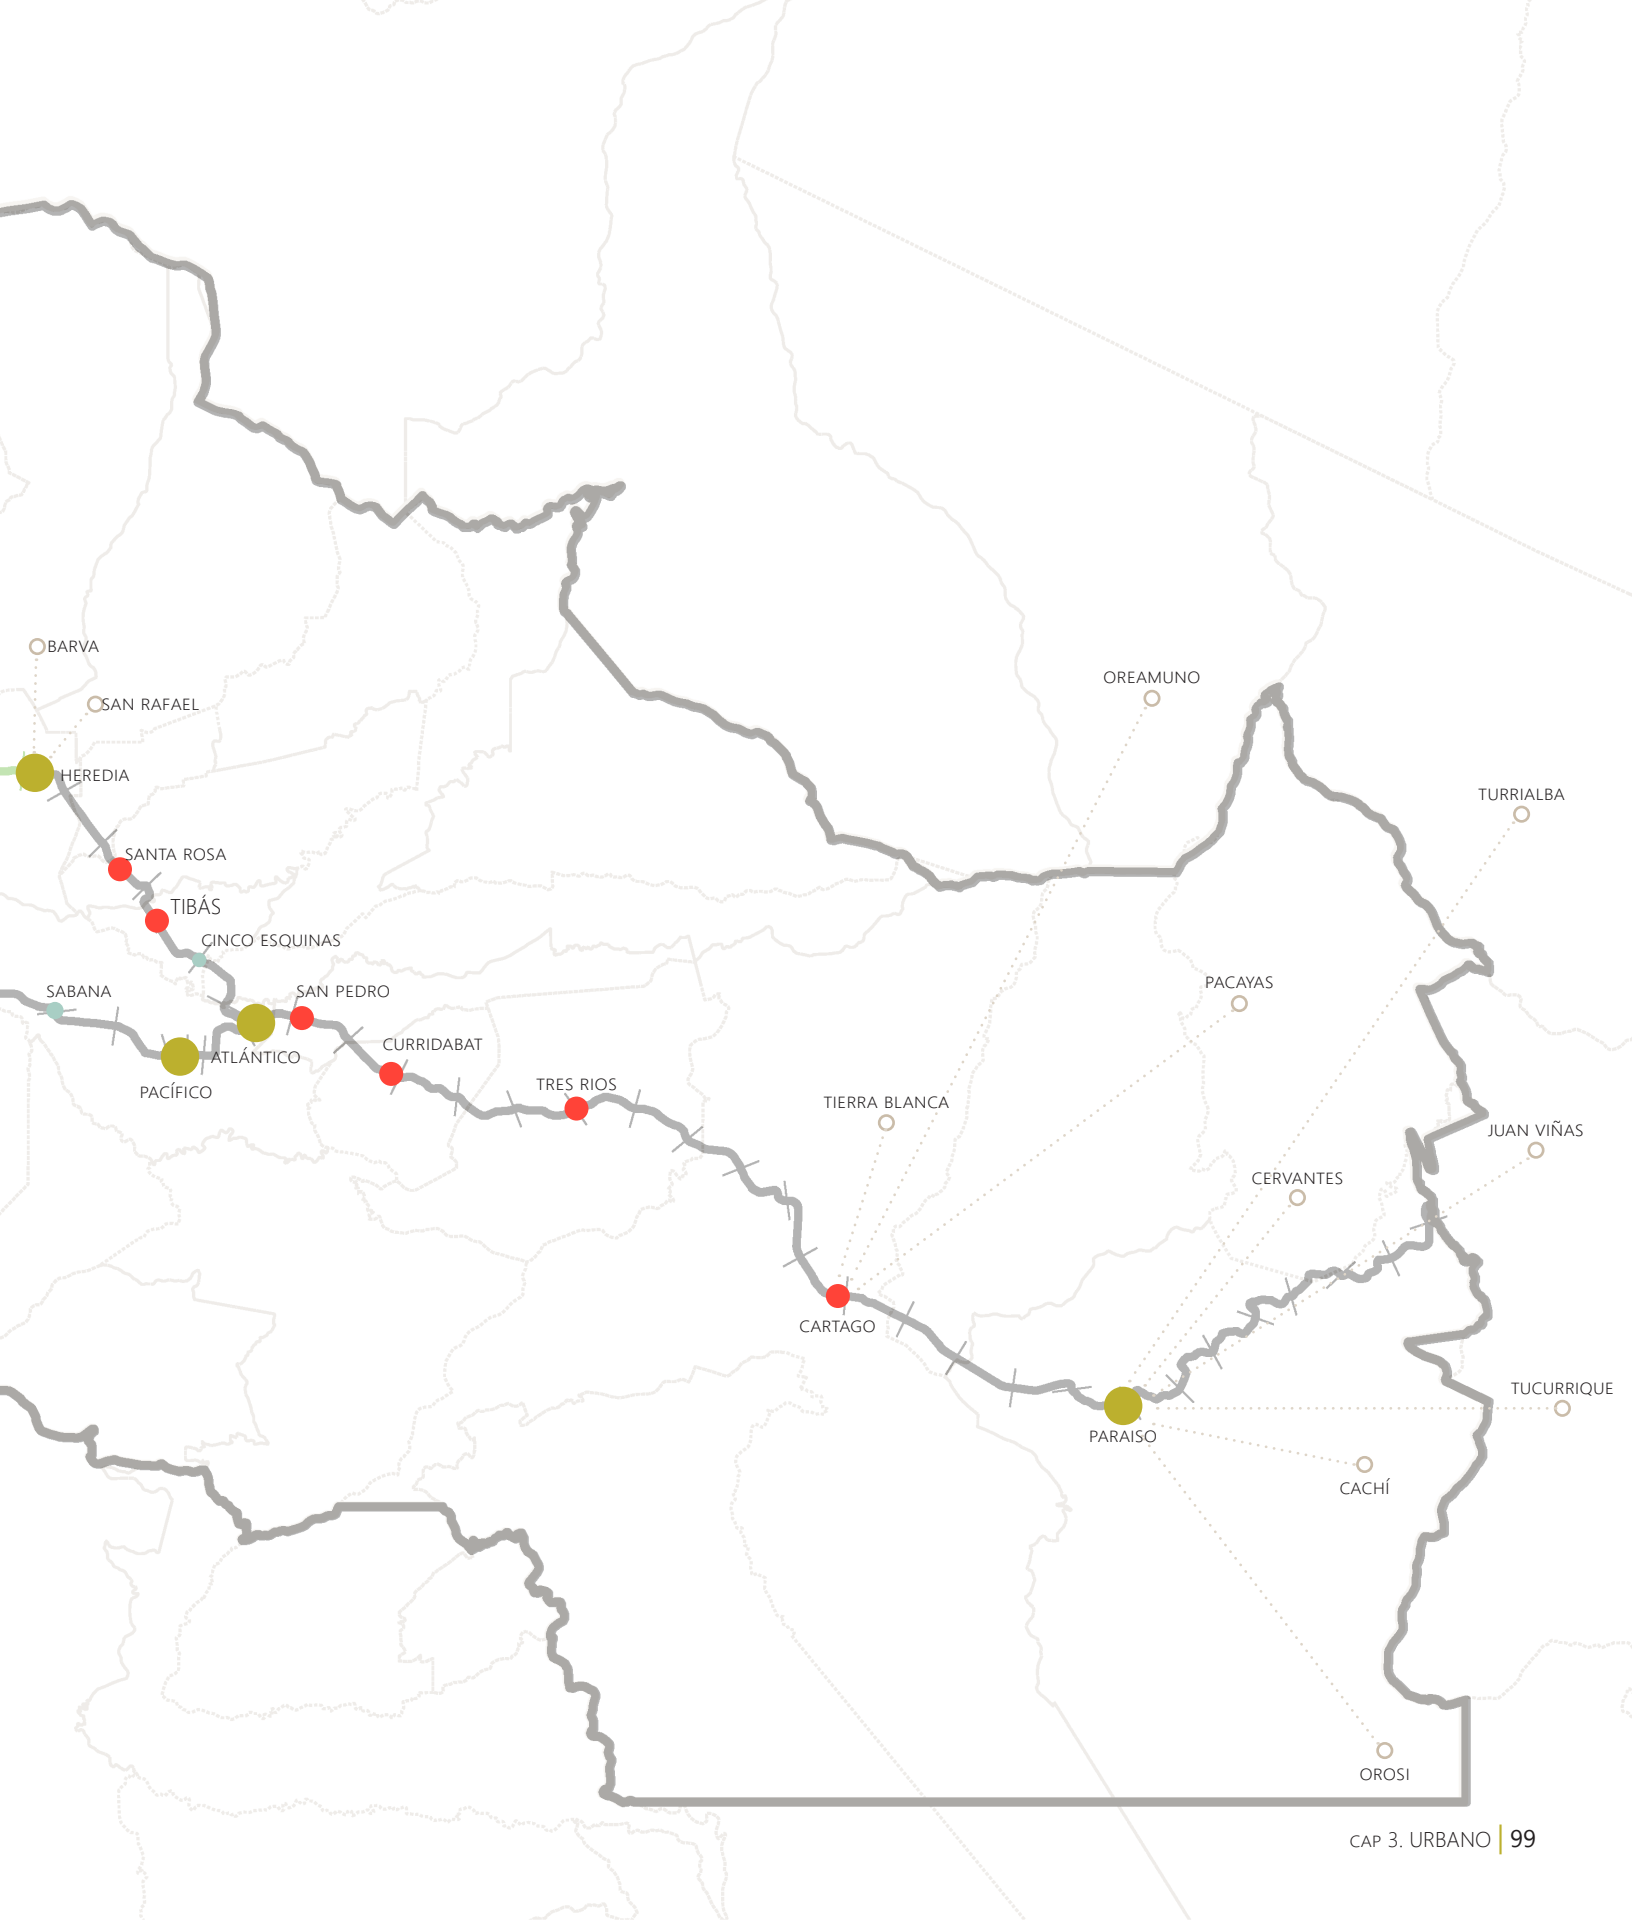 BARVA
OREAMUNO
SAN RAFAEL
HEREDIA
TURRIALBA
SANTA ROSA
TIBÁS
CINCO ESQUINAS
PACAYAS
SABANA
SAN PEDRO
CURRIDABAT
ATLÁNTICO
TRES RIOS
PACÍFICO
TIERRA BLANCA
JUAN VIÑAS
CERVANTES
CARTAGO
TUCURRIQUE
PARAISO
CACHÍ
OROSI
CAP 3. URBANO | 99